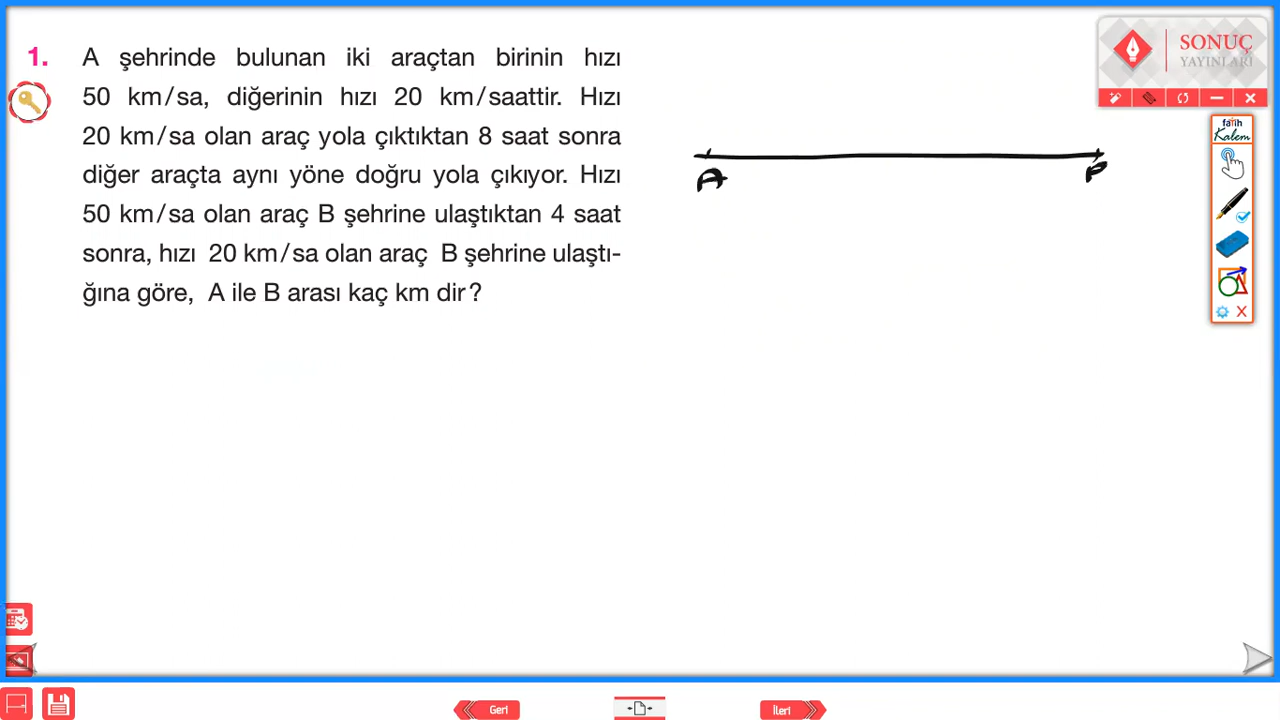 1. A şehrinde bulunan iki araçtan birinin hızı
50 km/sa, diğerinin hızı 20 km/saattir. Hızı
20 km/sa olan araç yola çıktıktan 8 saat sonra
diğer araçta aynı yöne doğru yola çıkıyor. Hızı
50 km/sa olan araç B şehrine ulaştıktan 4 saat
sonra, hızı 20 km/sa olan araç B şehrine ulaştı-
ğına göre, A ile B arası kaç km dir?
A
SONUÇ
YAYINLARI
fatih
Kalem
Geri
İleri